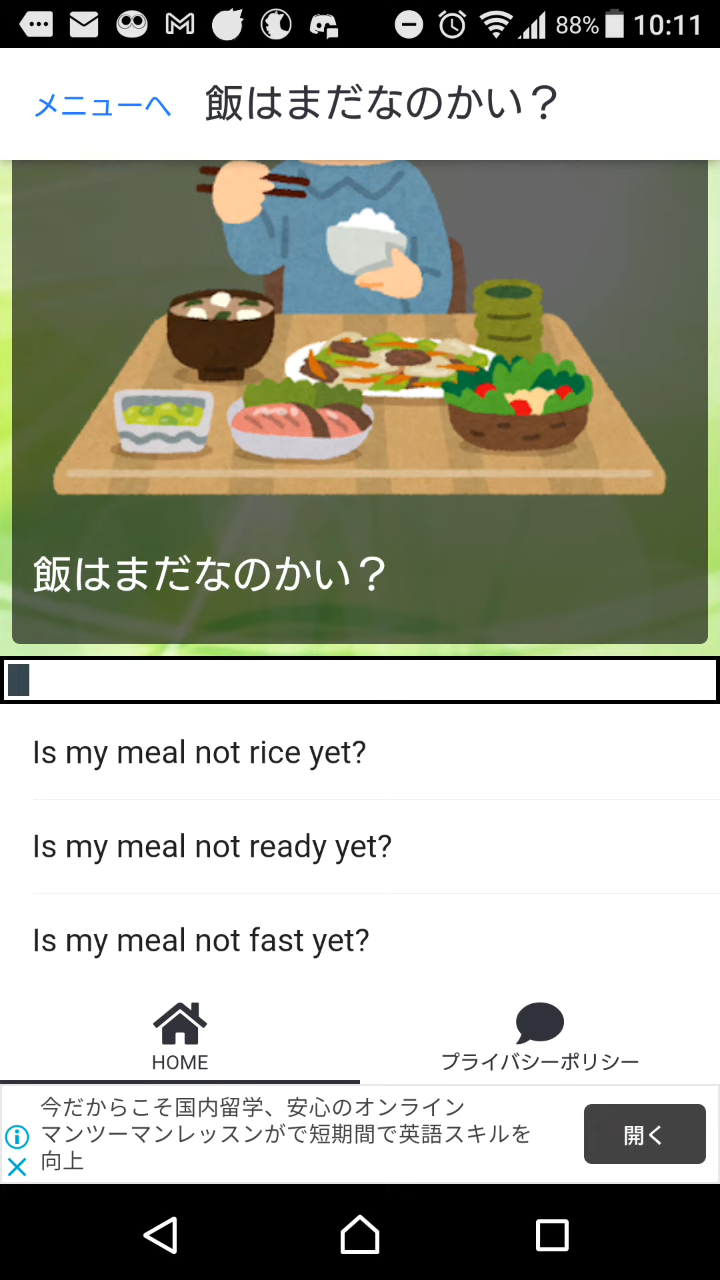 88% 10:11
メニューへ 飯はまだなのかい？
飯はまだなのかい？
Is my meal not rice yet?
Is my meal not ready yet?
Is my meal not fast yet?
HOME プライバシーポリシー
今だからこそ国内留学、安心のオンライン
マンツーマンレッスンがで短期間で英語スキルを
向上
開く